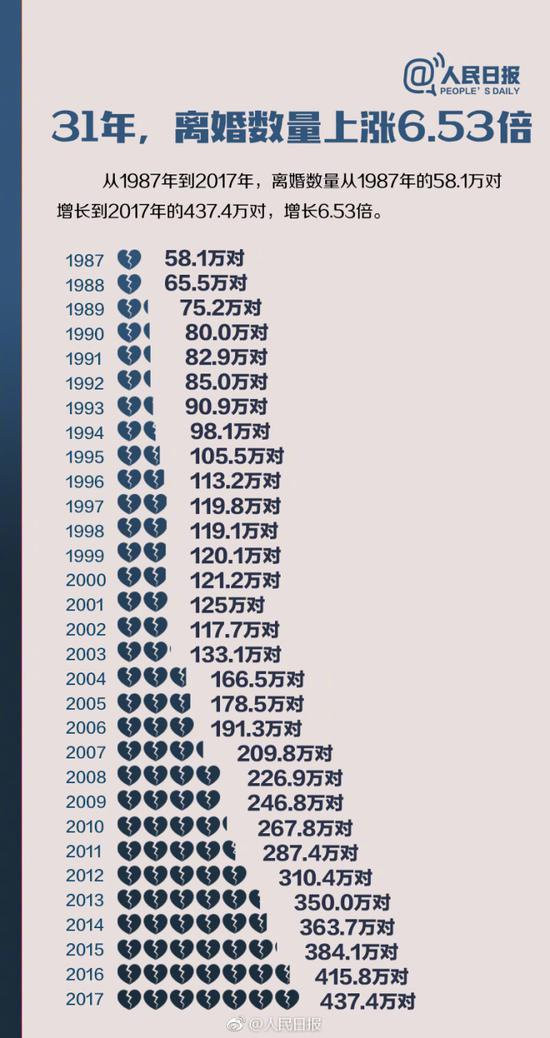 @人民日报
PEOPLE'S DAILY
31年，离婚数量上涨6.53倍
从1987年到2017年，离婚数量从1987年的58.1万对
增长到2017年的437.4万对，增长6.53倍。
1987 58.1万对
1988 65.5万对
1989 75.2万对
1990 80.0万对
1991 82.9万对
1992 85.0万对
1993 90.9万对
1994 98.1万对
1995 105.5万对
1996 113.2万对
1997 119.8万对
1998 119.1万对
1999 120.1万对
2000 121.2万对
2001 125万对
2002 117.7万对
2003 133.1万对
2004 166.5万对
2005 178.5万对
2006 191.3万对
2007 209.8万对
2008 226.9万对
2009 246.8万对
2010 267.8万对
2011 287.4万对
2012 310.4万对
2013 350.0万对
2014 363.7万对
2015 384.1万对
2016 415.8万对
2017 437.4万对
@人民日报